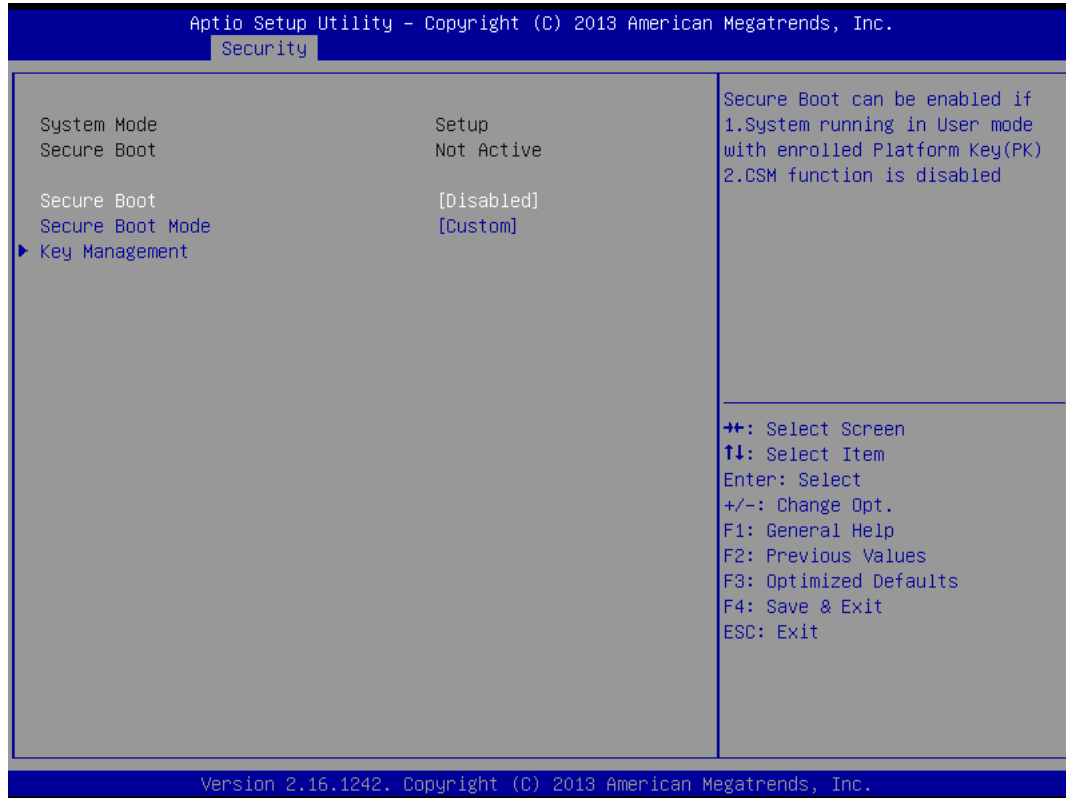 Aptio Setup Utility – Copyright (C) 2013 American Megatrends, Inc.
Security
System Mode Setup
Secure Boot Not Active
Secure Boot [Disabled]
Secure Boot Mode [Custom]
▶ Key Management
Secure Boot can be enabled if
1.System running in User mode
with enrolled Platform Key(PK)
2.CSM function is disabled
→←: Select Screen
↑↓: Select Item
Enter: Select
+/-: Change Opt.
F1: General Help
F2: Previous Values
F3: Optimized Defaults
F4: Save & Exit
ESC: Exit
Version 2.16.1242. Copyright (C) 2013 American Megatrends, Inc.